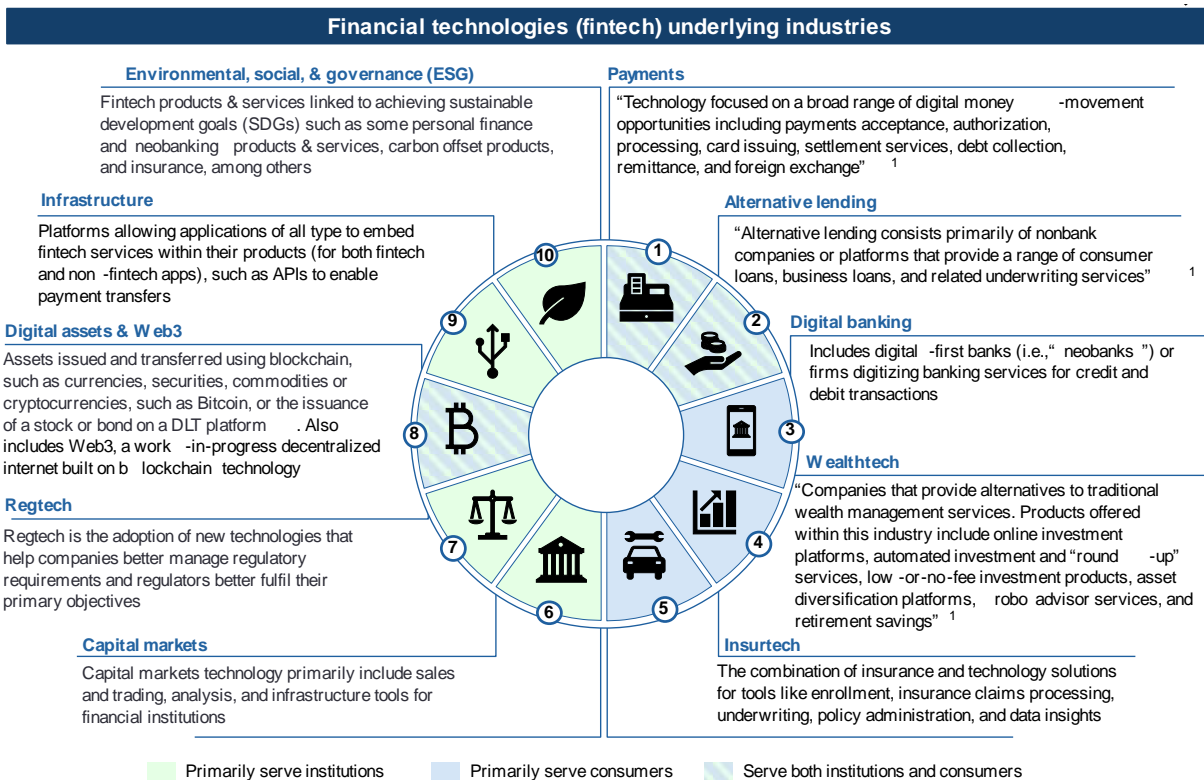 Financial technologies (fintech) underlying industries
Environmental, social, & governance (ESG)
Fintech products & services linked to achieving sustainable
development goals (SDGs) such as some personal finance
and neobanking products & services, carbon offset products,
and insurance, among others
Payments
“Technology focused on a broad range of digital money -movement
opportunities including payments acceptance, authorization,
processing, card issuing, settlement services, debt collection,
remittance, and foreign exchange” 1
Infrastructure
Platforms allowing applications of all type to embed
fintech services within their products (for both fintech
and non -fintech apps), such as APIs to enable
payment transfers
Alternative lending
“Alternative lending consists primarily of nonbank
companies or platforms that provide a range of consumer
loans, business loans, and related underwriting services” 1
Digital assets & Web3
Assets issued and transferred using blockchain,
such as currencies, securities, commodities or
cryptocurrencies, such as Bitcoin, or the issuance
of a stock or bond on a DLT platform . Also
includes Web3, a work -in-progress decentralized
internet built on b lockchain technology
Digital banking
Includes digital -first banks (i.e.,“ neobanks ”) or
firms digitizing banking services for credit and
debit transactions
Regtech
Regtech is the adoption of new technologies that
help companies better manage regulatory
requirements and regulators better fulfil their
primary objectives
Wealthtech
“Companies that provide alternatives to traditional
wealth management services. Products offered
within this industry include online investment
platforms, automated investment and “round -up”
services, low -or-no-fee investment products, asset
diversification platforms, robo advisor services, and
retirement savings” 1
Capital markets
Capital markets technology primarily include sales
and trading, analysis, and infrastructure tools for
financial institutions
Insurtech
The combination of insurance and technology solutions
for tools like enrollment, insurance claims processing,
underwriting, policy administration, and data insights
1
2
3
4
5
6
7
8
9
10
Primarily serve institutions
Primarily serve consumers
Serve both institutions and consumers